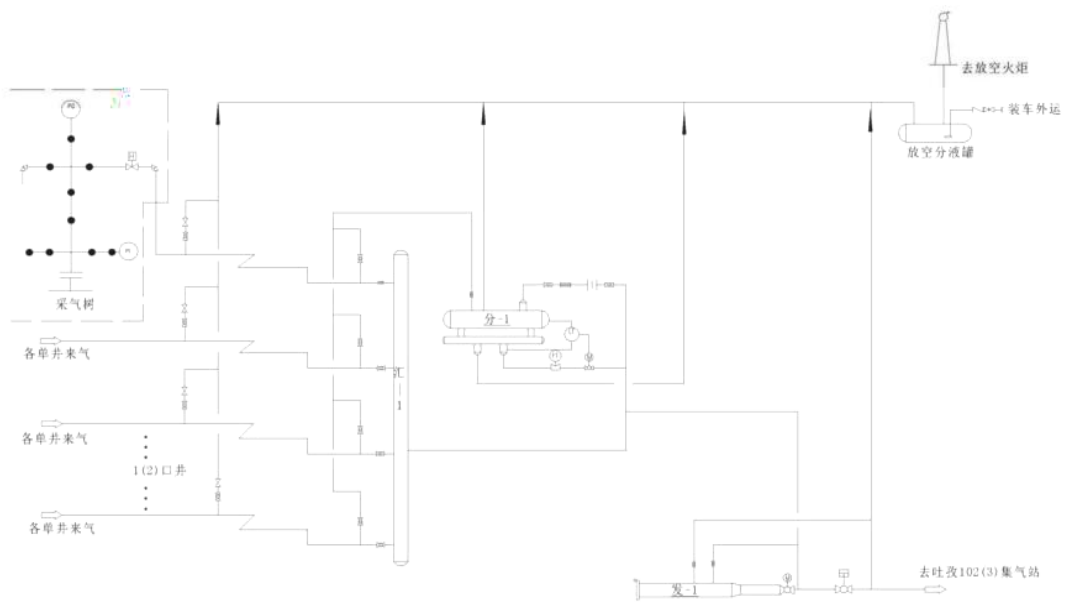 PG
去放空火炬
装车外运
放空分液罐
采气树
各单井来气
分-1
汇-1
各单井来气
1(2)口井
各单井来气
发-1
去吐孜102(3)集气站